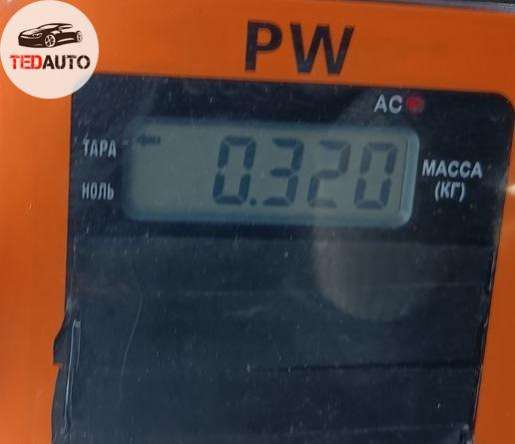 TEDAUTO
PW
AC
ТАРА
НОЛЬ
0.320
МАССА
(КГ)